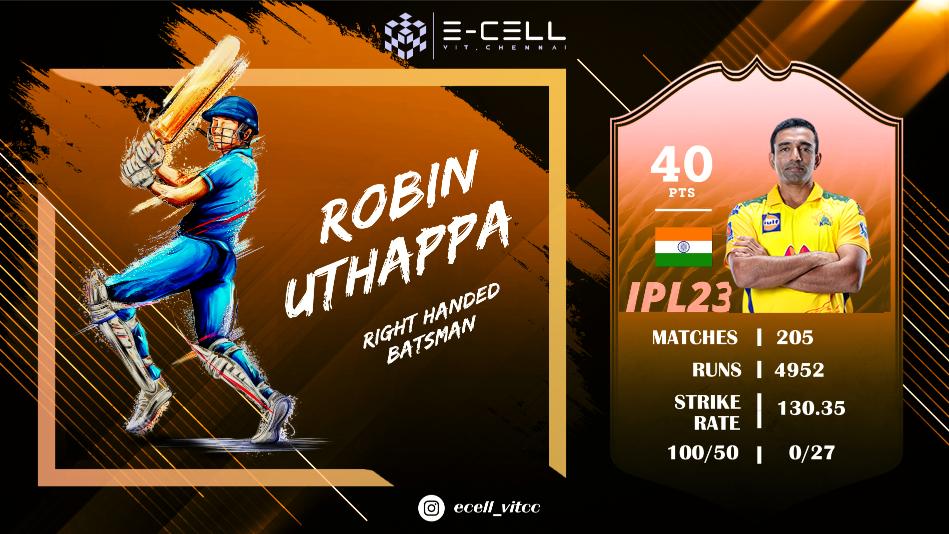 E-CELL
VIT, CHENNAI
ROBIN
UTHAPPA
RIGHT HANDED
BATSMAN
40
PTS
Gulf
IPL23
MATCHES | 205
RUNS | 4952
STRIKE
RATE | 130.35
100/50 | 0/27
ecell_vitcc